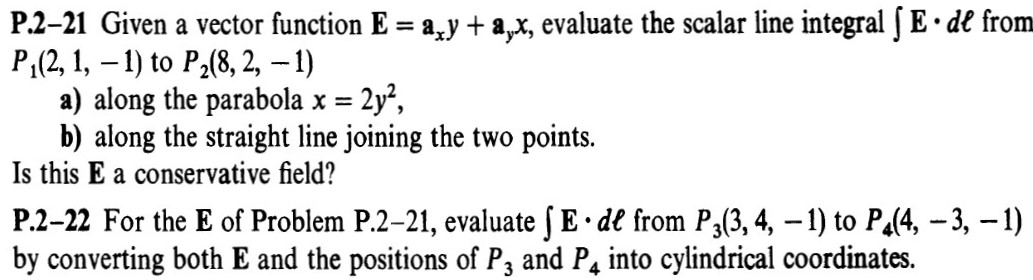 P.2–21 Given a vector function E = aₓy + aᵧx, evaluate the scalar line integral ∫ E · dℓ from
P₁(2, 1, – 1) to P₂(8, 2, – 1)
a) along the parabola x = 2y²,
b) along the straight line joining the two points.
Is this E a conservative field?
P.2–22 For the E of Problem P.2–21, evaluate ∫ E · dℓ from P₃(3, 4, – 1) to P₄(4, – 3, – 1)
by converting both E and the positions of P₃ and P₄ into cylindrical coordinates.